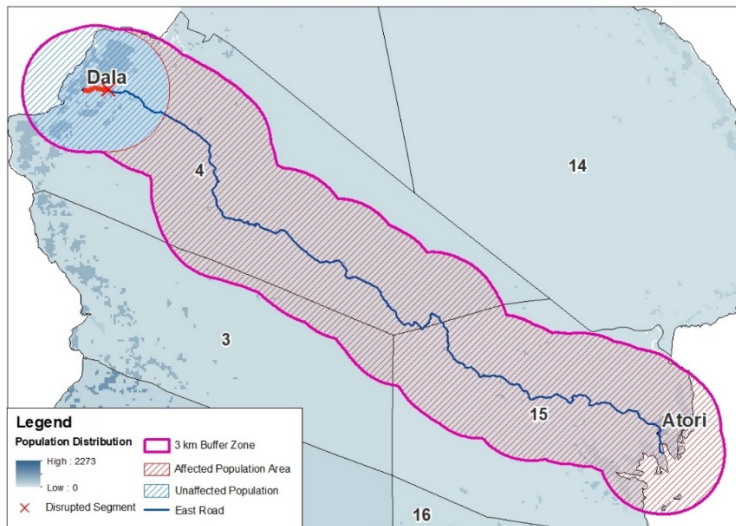 Dala
14
4
3
15
Atori
16
Legend
Population Distribution
High : 2273
Low : 0
Disrupted Segment
3 km Buffer Zone
Affected Population Area
Unaffected Population
East Road